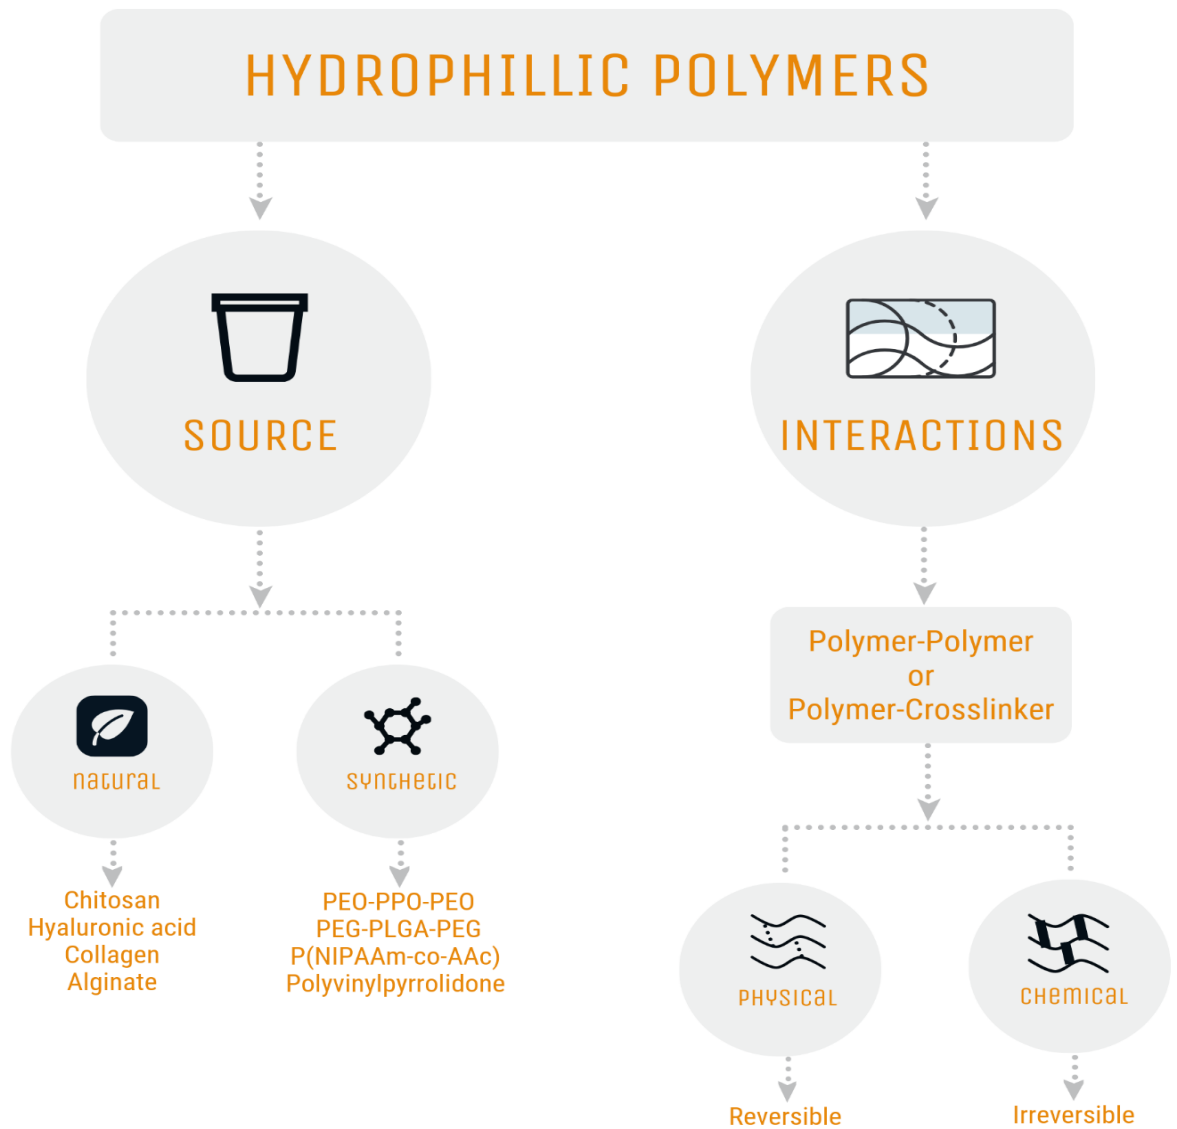 HYDROPHILLIC POLYMERS
SOURCE
INTERACTIONS
Polymer-Polymer
or
Polymer-Crosslinker
natural
synthetic
Chitosan
Hyaluronic acid
Collagen
Alginate
PEO-PPO-PEO
PEG-PLGA-PEG
P(NIPAAm-co-AAc)
Polyvinylpyrrolidone
PHYSICAL
CHEMICAL
Reversible
Irreversible